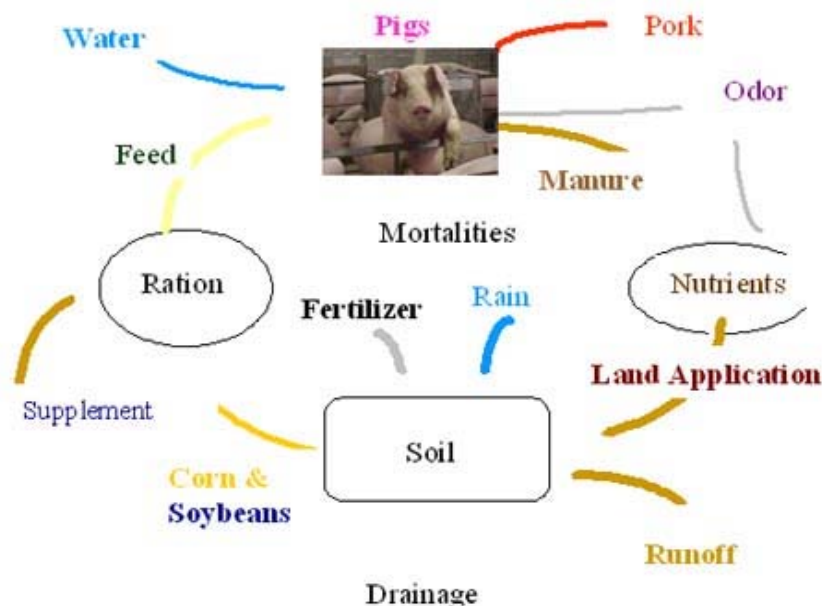 Pigs
Water
Pork
Odor
Feed
Manure
Mortalities
Ration
Fertilizer
Rain
Nutrients
Land Application
Supplement
Soil
Corn &
Soybeans
Runoff
Drainage